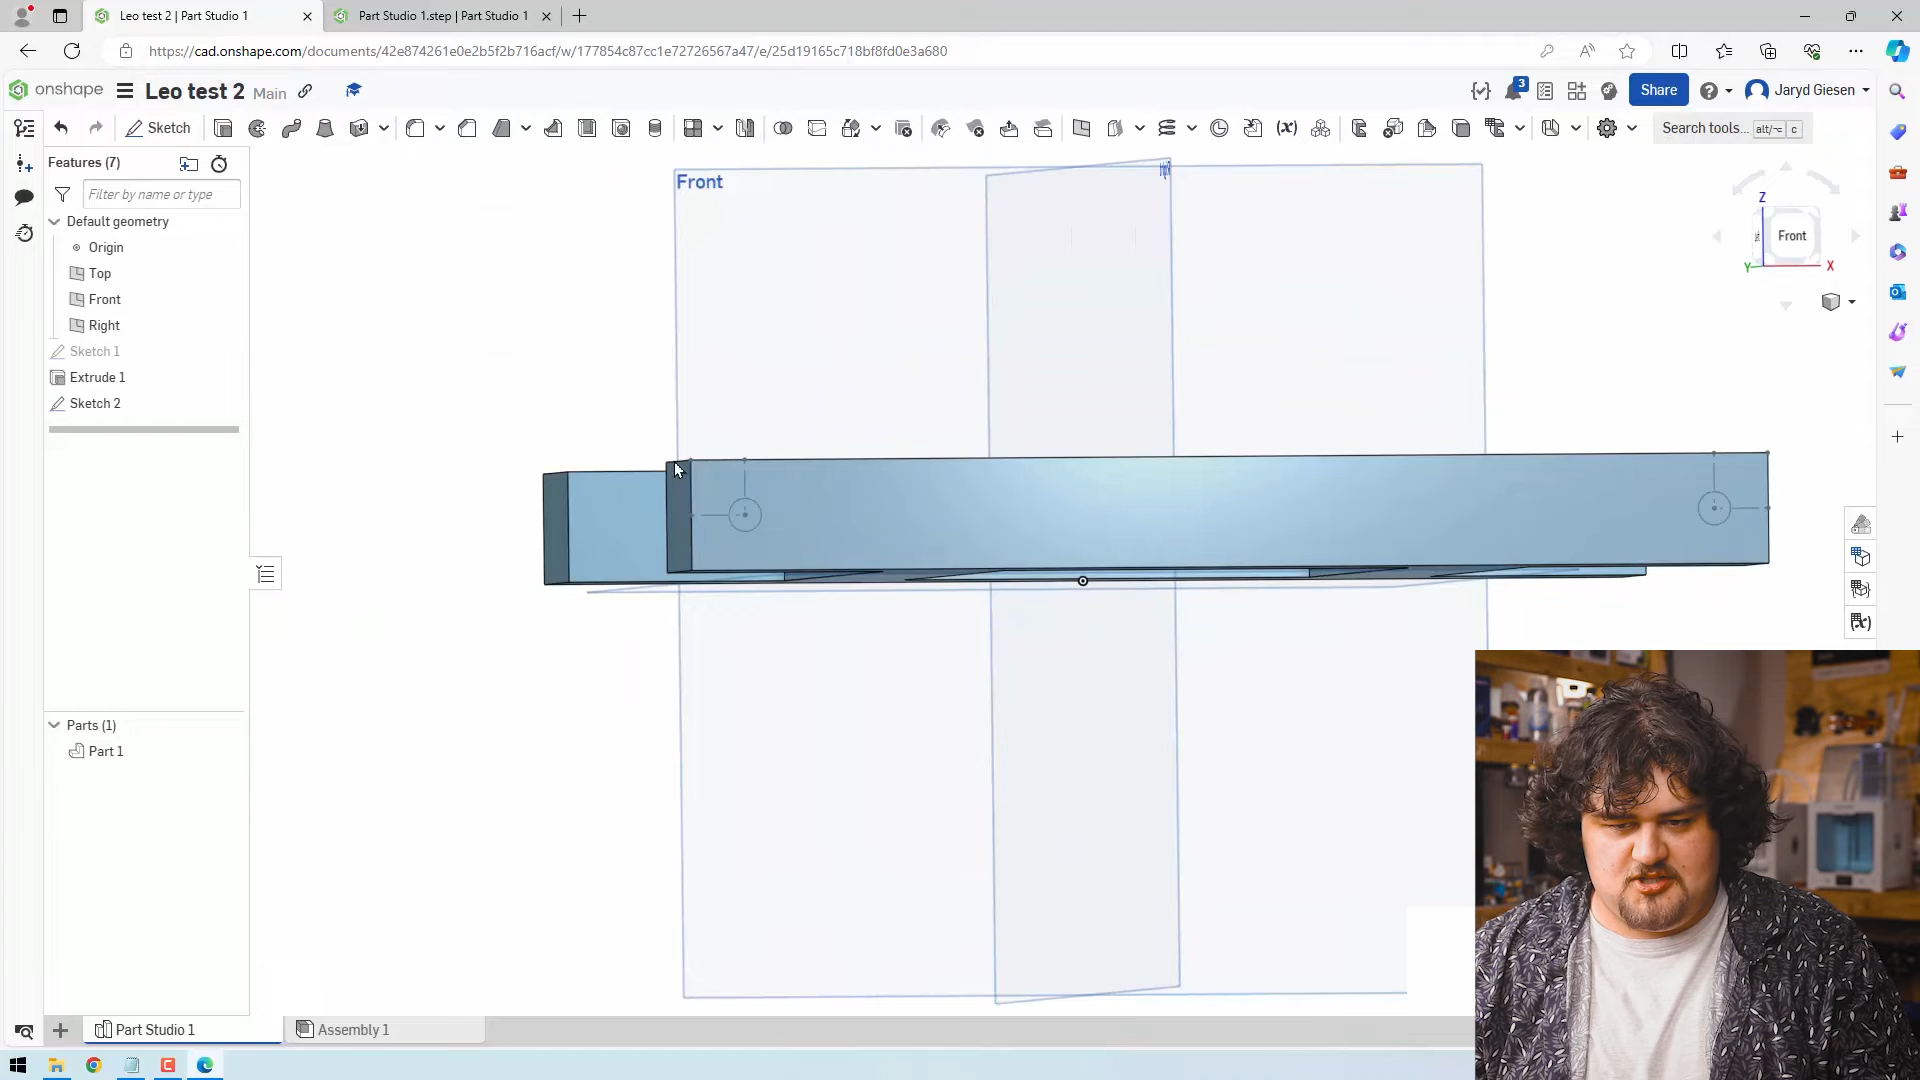 Leo test 2 | Part Studio 1
Part Studio 1.step | Part Studio 1
https://cad.onshape.com/documents/42e874261e0e2b5f2b716acf/w/177854c87cc1e72726567a47/e/25d19165c718bf8fd0e3a680
onshape
Leo test 2 Main
3
Share
Jaryd Giesen
Sketch
Search tools... alt/⌥ c
Features (7)
Filter by name or type
Default geometry
Origin
Top
Front
Right
Sketch 1
Extrude 1
Sketch 2
Parts (1)
Part 1
Front
Z
Front
Y
X
Part Studio 1
Assembly 1